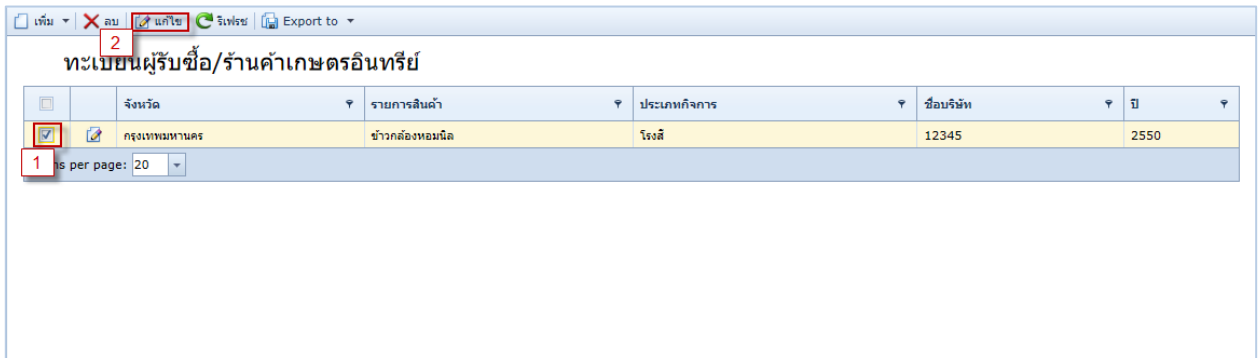 เพิ่ม ลบ แก้ไข รีเฟรช Export to
2
ทะเบียนผู้รับซื้อ/ร้านค้าเกษตรอินทรีย์
จังหวัด รายการสินค้า ประเภทกิจการ ชื่อบริษัท ปี
กรุงเทพมหานคร ข้าวกล้องหอมนิล โรงสี 12345 2550
1 per page: 20